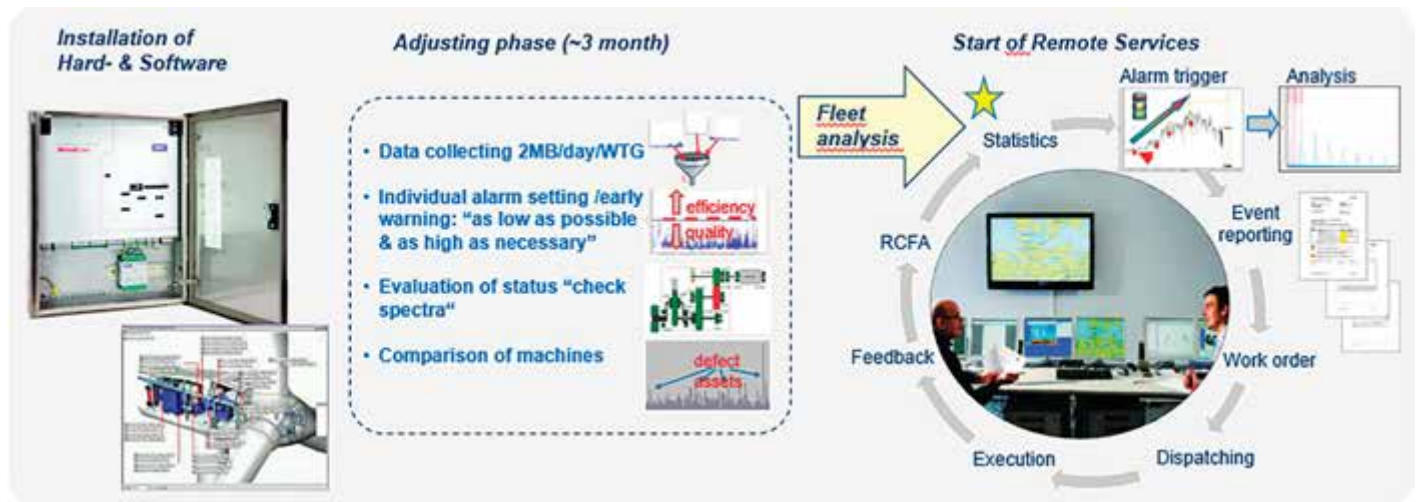 Installation of
Hard- & Software
Adjusting phase (~3 month)
• Data collecting 2MB/day/WTG
• Individual alarm setting /early
warning: “as low as possible
& as high as necessary”
• Evaluation of status “check
spectra“
• Comparison of machines
efficiency
quality
defect
assets
Fleet
analysis
Start of Remote Services
Alarm trigger
Analysis
Statistics
Event
reporting
Work order
Dispatching
Execution
Feedback
RCFA